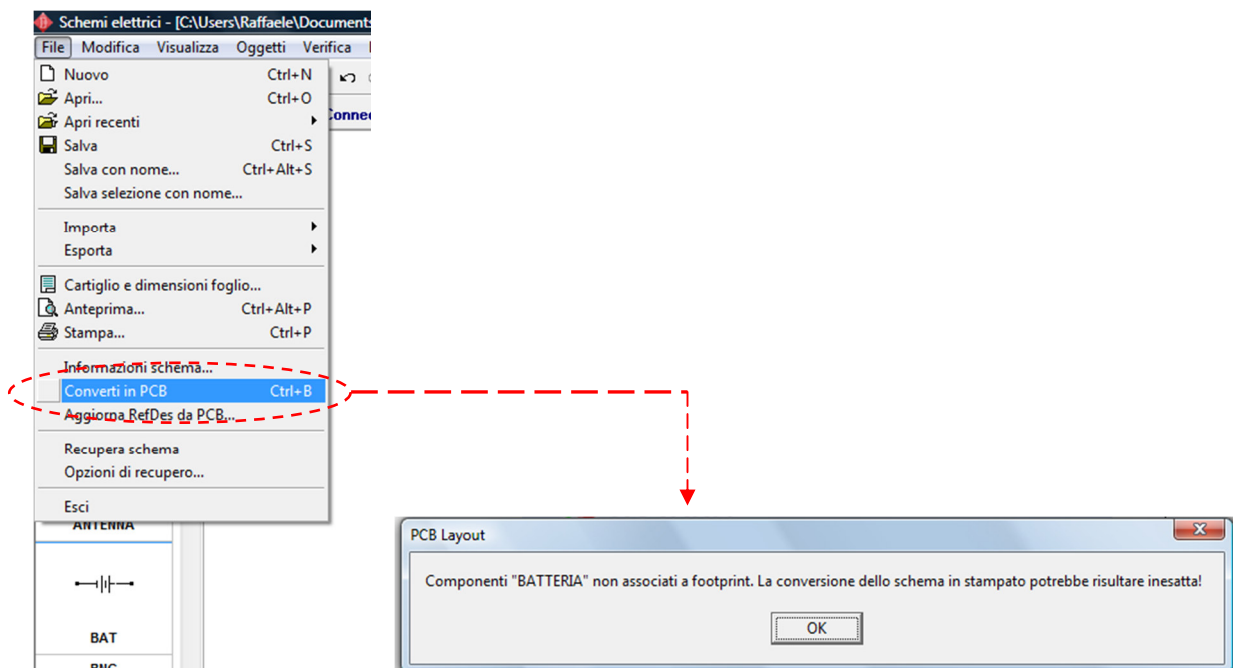 Schemi elettrici - [C:\Users\Raffaele\Documents
File Modifica Visualizza Oggetti Verifica
Nuovo Ctrl+N
Apri... Ctrl+O
Apri recenti
Connec
Salva Ctrl+S
Salva con nome... Ctrl+Alt+S
Salva selezione con nome...
Importa
Esporta
Cartiglio e dimensioni foglio...
Anteprima... Ctrl+Alt+P
Stampa... Ctrl+P
Informazioni schema...
Converti in PCB Ctrl+B
Aggiorna RefDes da PCB...
Recupera schema
Opzioni di recupero...
Esci
ANTENNA
BAT
BNC
PCB Layout
Componenti "BATTERIA" non associati a footprint. La conversione dello schema in stampato potrebbe risultare inesatta!
OK